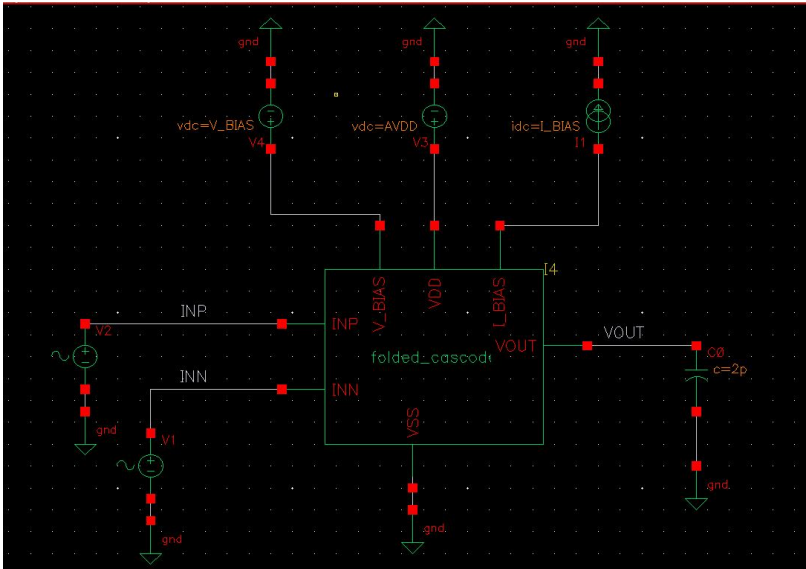 gnd
gnd
gnd
vdc=V_BIAS
V4
vdc=AVDD
V3
idc=I_BIAS
I1
I4
V_BIAS
VDD
I_BIAS
INP
V2
INP
VOUT
VOUT
C0
c=2p
folded_cascod
INN
INN
gnd
V1
VSS
gnd
gnd
gnd